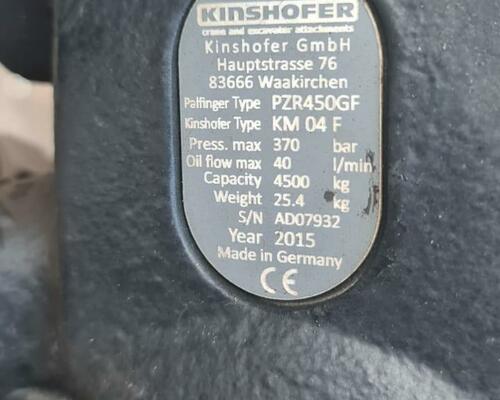 KINSHOFER
crane and excavator attachments
Kinshofer GmbH
Hauptstrasse 76
83666 Waakirchen
Palfinger Type PZR450GF
Kinshofer Type KM 04 F
Press. max 370 bar
Oil flow max 40 l/min
Capacity 4500 kg
Weight 25.4 kg
S/N AD07932
Year 2015
Made in Germany
CE